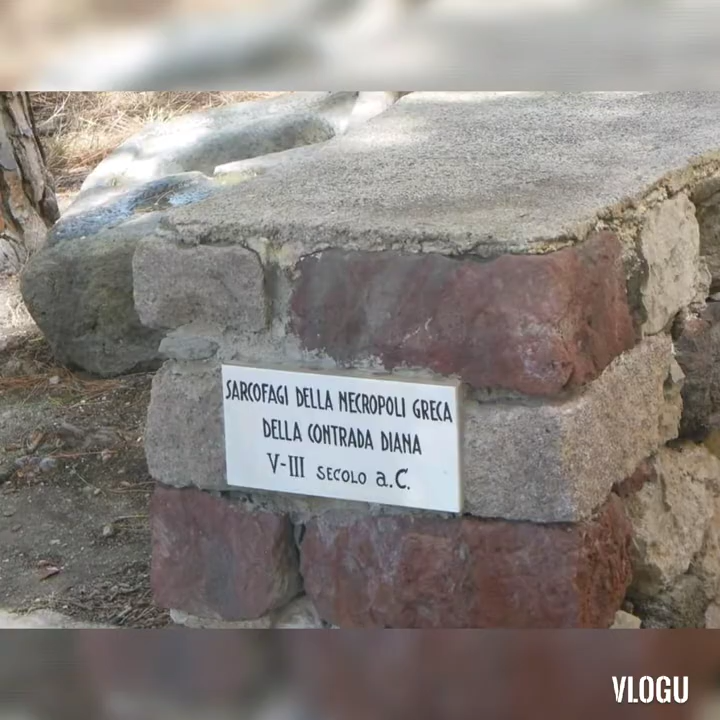 SARCOFAGI DELLA NECROPOLI GRECA
DELLA CONTRADA DIANA
V-III SECOLO a.C.
VLOGU